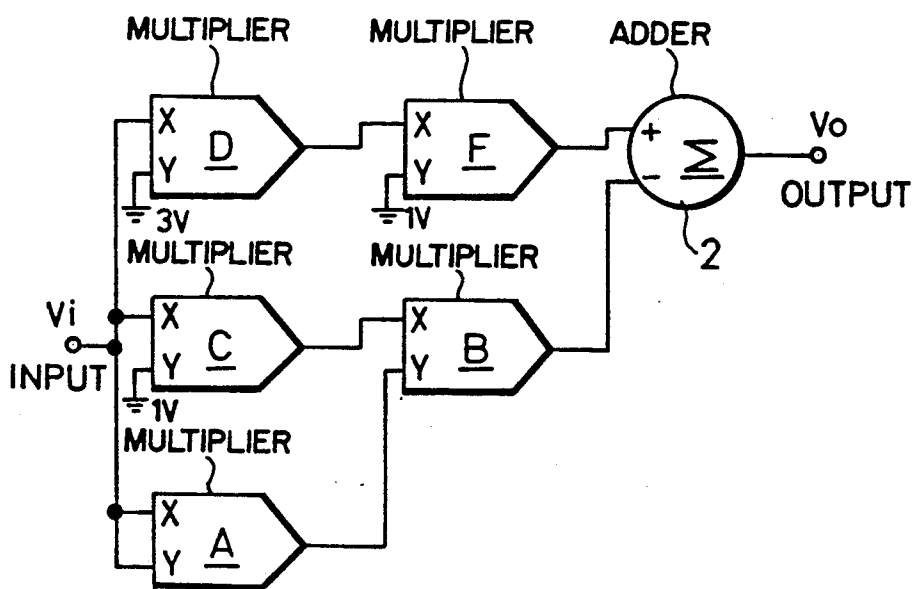 MULTIPLIER
MULTIPLIER
ADDER
X
D
Y
3V
X
F
Y
1V
+
Σ
-
2
Vo
OUTPUT
MULTIPLIER
MULTIPLIER
Vi
INPUT
X
C
Y
1V
X
B
Y
MULTIPLIER
X
A
Y